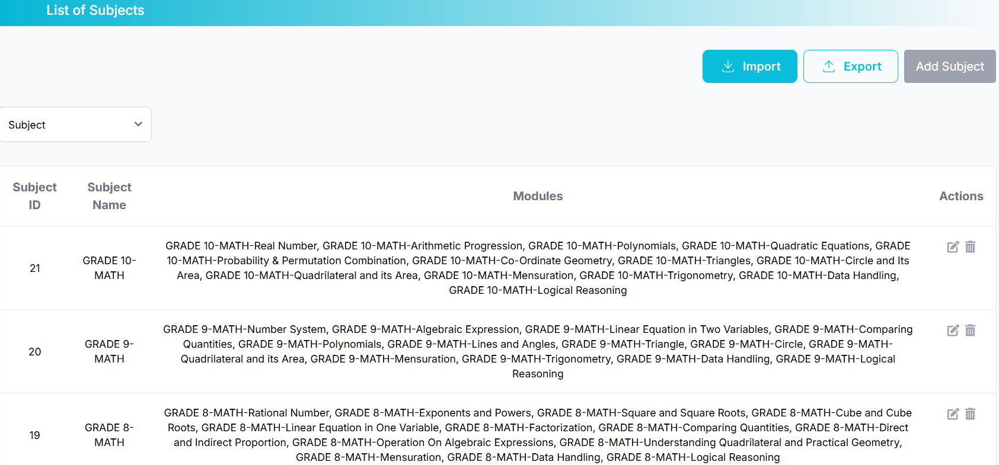 List of Subjects
Import
Export
Add Subject
Subject
Subject ID
Subject Name
Modules
Actions
21
GRADE 10-
MATH
GRADE 10-MATH-Real Number, GRADE 10-MATH-Arithmetic Progression, GRADE 10-MATH-Polynomials, GRADE 10-MATH-Quadratic Equations, GRADE
10-MATH-Probability & Permutation Combination, GRADE 10-MATH-Co-Ordinate Geometry, GRADE 10-MATH-Triangles, GRADE 10-MATH-Circle and Its
Area, GRADE 10-MATH-Quadrilateral and its Area, GRADE 10-MATH-Mensuration, GRADE 10-MATH-Trigonometry, GRADE 10-MATH-Data Handling,
GRADE 10-MATH-Logical Reasoning
20
GRADE 9-
MATH
GRADE 9-MATH-Number System, GRADE 9-MATH-Algebraic Expression, GRADE 9-MATH-Linear Equation in Two Variables, GRADE 9-MATH-Comparing
Quantities, GRADE 9-MATH-Polynomials, GRADE 9-MATH-Lines and Angles, GRADE 9-MATH-Triangle, GRADE 9-MATH-Circle, GRADE 9-MATH-
Quadrilateral and its Area, GRADE 9-MATH-Mensuration, GRADE 9-MATH-Trigonometry, GRADE 9-MATH-Data Handling, GRADE 9-MATH-Logical
Reasoning
19
GRADE 8-
MATH
GRADE 8-MATH-Rational Number, GRADE 8-MATH-Exponents and Powers, GRADE 8-MATH-Square and Square Roots, GRADE 8-MATH-Cube and Cube
Roots, GRADE 8-MATH-Linear Equation in One Variable, GRADE 8-MATH-Factorization, GRADE 8-MATH-Comparing Quantities, GRADE 8-MATH-Direct
and Indirect Proportion, GRADE 8-MATH-Operation On Algebraic Expressions, GRADE 8-MATH-Understanding Quadrilateral and Practical Geometry,
GRADE 8-MATH-Mensuration, GRADE 8-MATH-Data Handling, GRADE 8-MATH-Logical Reasoning